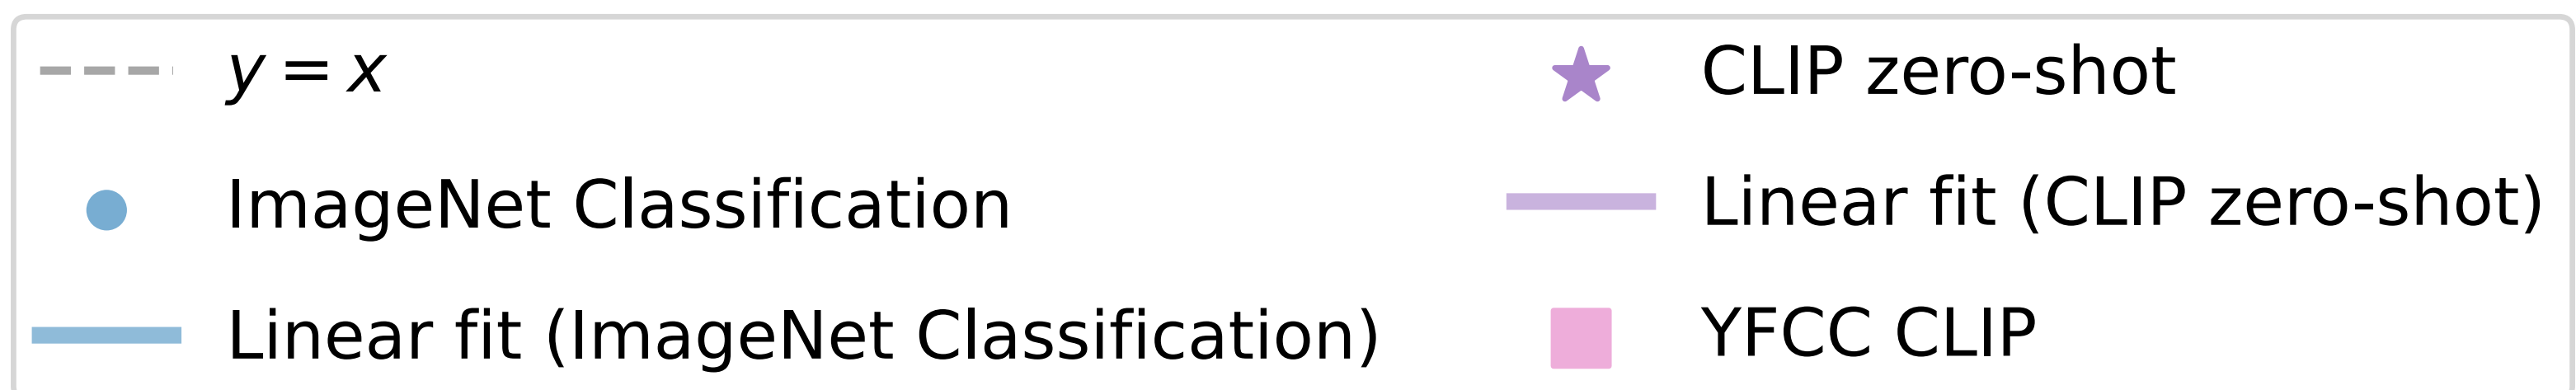 y = x
ImageNet Classification
Linear fit (ImageNet Classification)
CLIP zero-shot
Linear fit (CLIP zero-shot)
YFCC CLIP